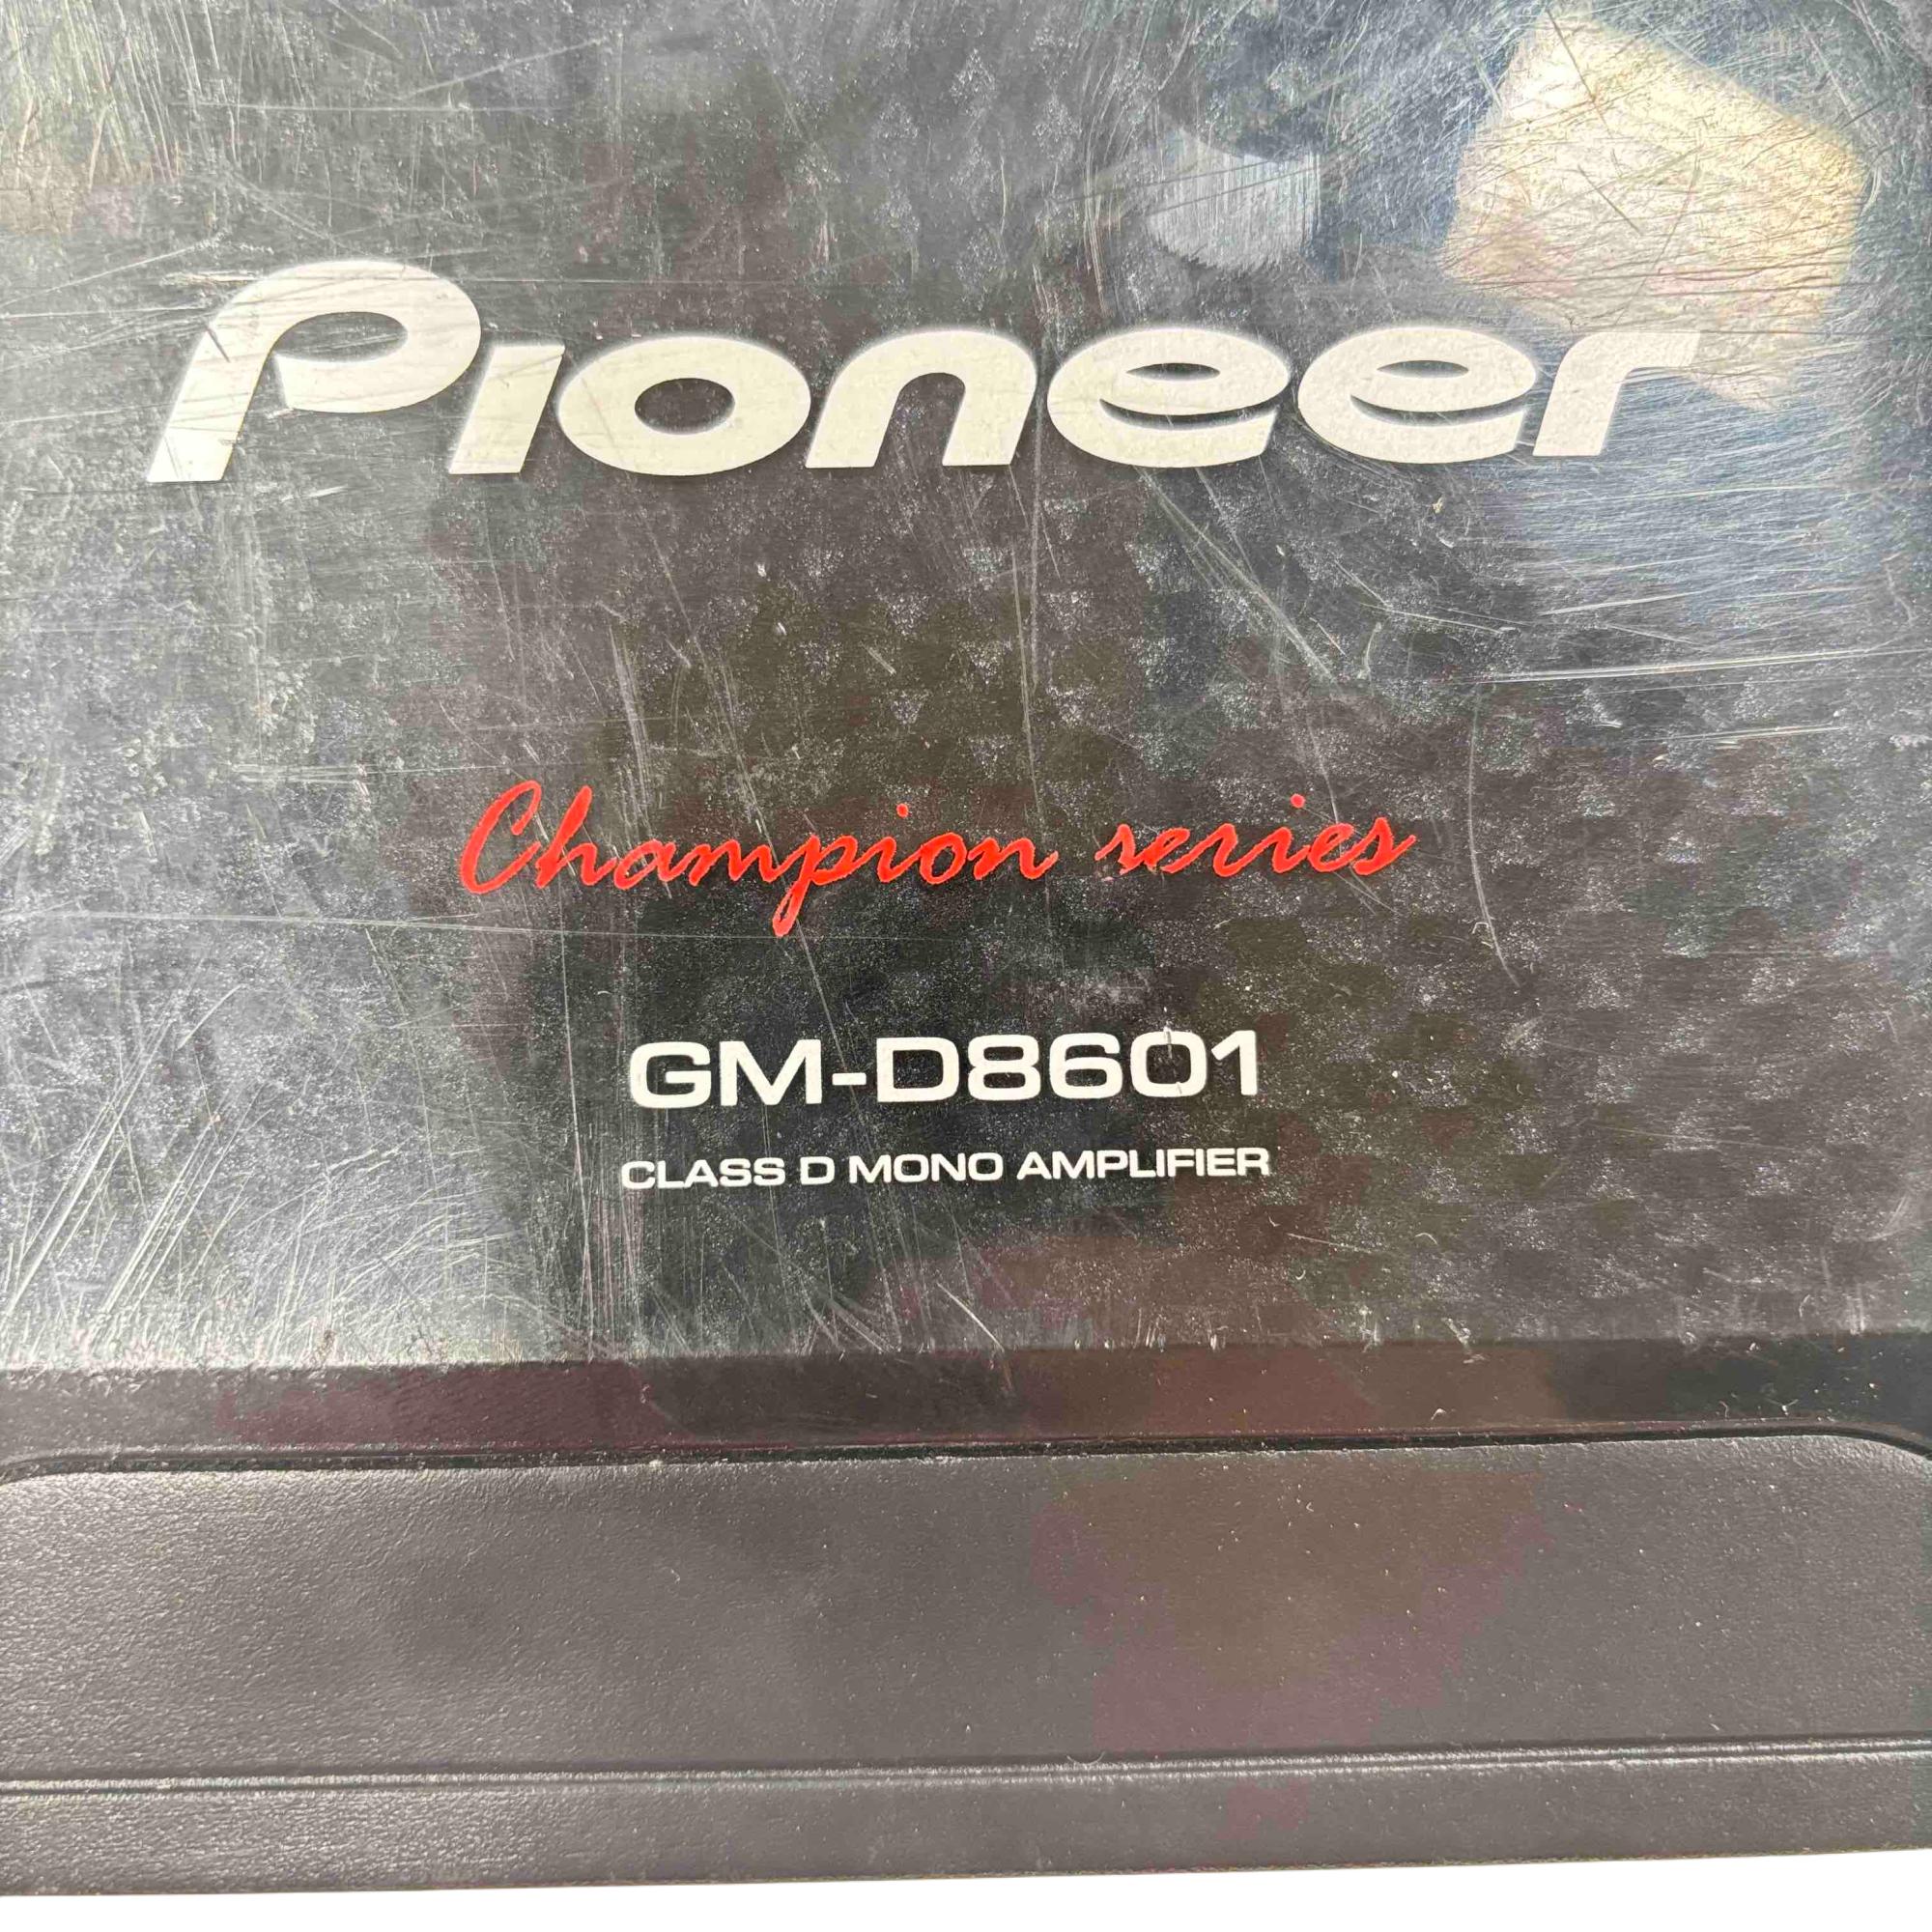 Pioneer
Champion series
GM-D8601
CLASS D MONO AMPLIFIER